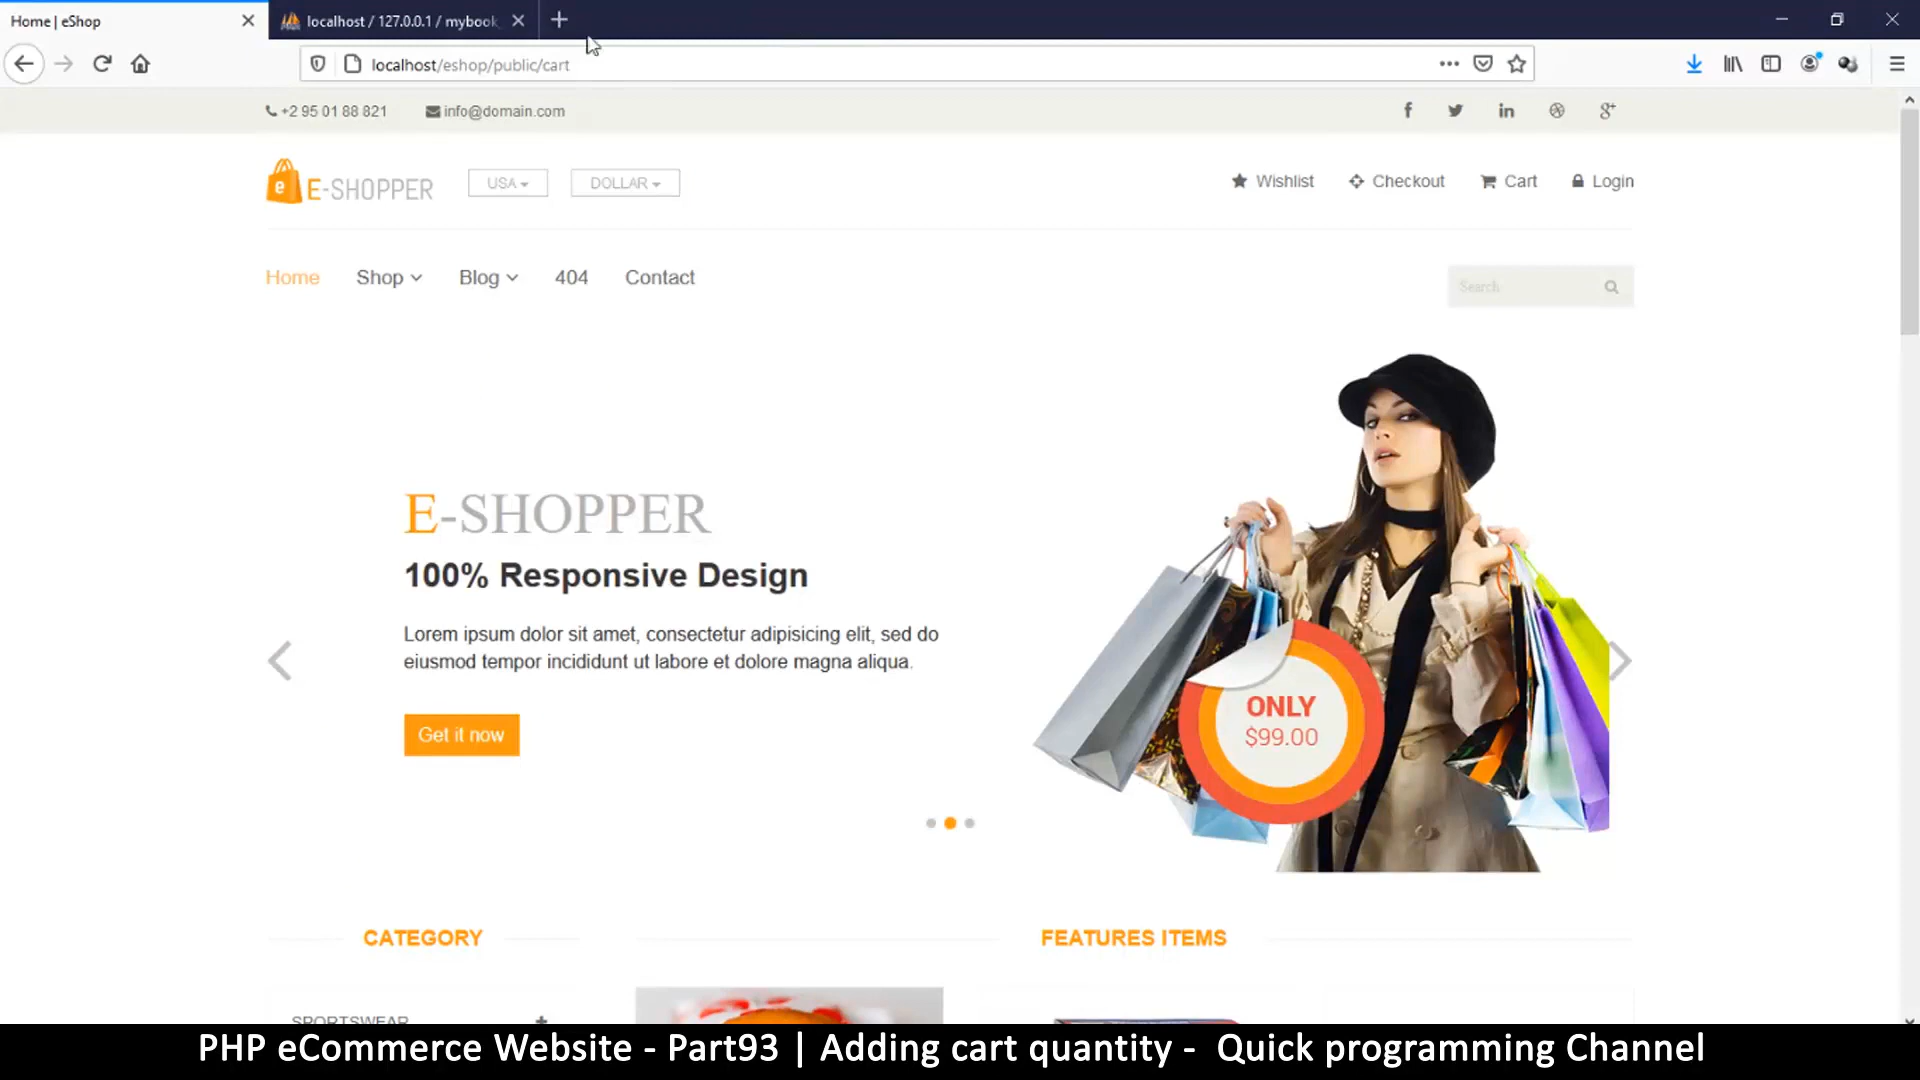 Home | eShop
localhost / 127.0.0.1 / mybook
localhost/eshop/public/cart
+2 95 01 88 821
info@domain.com
E-SHOPPER
USA
DOLLAR
Wishlist
Checkout
Cart
Login
Home
Shop
Blog
404
Contact
Search
E-SHOPPER
100% Responsive Design
Lorem ipsum dolor sit amet, consectetur adipisicing elit, sed do
eiusmod tempor incididunt ut labore et dolore magna aliqua.
Get it now
ONLY
$99.00
CATEGORY
FEATURES ITEMS
SPORTSWEAR
PHP eCommerce Website - Part93 | Adding cart quantity - Quick programming Channel